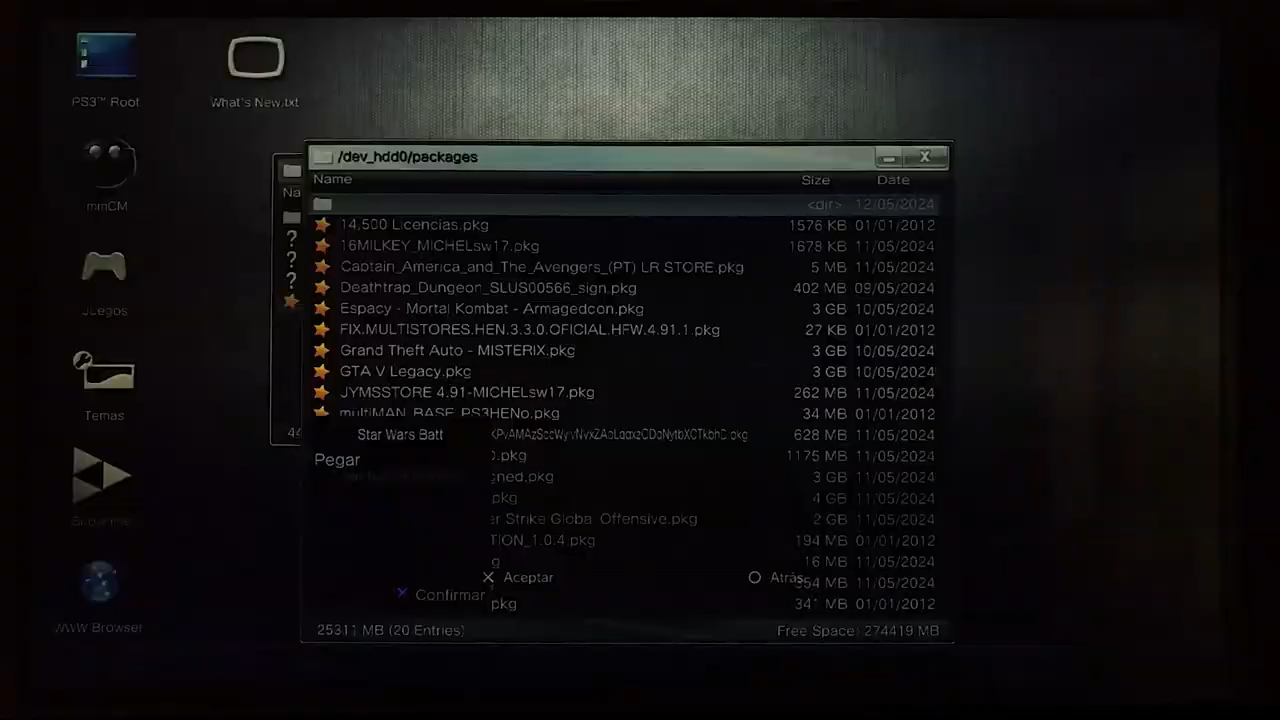 PS3™ Root
What's New.txt
mmCM
Juegos
Temas
WWW Browser
/dev_hdd0/packages
Na
Name Size Date
<dir> 12/05/2024
14,500 Licencias.pkg 1576 KB 01/01/2012
16MILKEY_MICHELsw17.pkg 1678 KB 11/05/2024
Captain_America_and_The_Avengers_(PT) LR STORE.pkg 5 MB 11/05/2024
Deathtrap_Dungeon_SLUS00566_sign.pkg 402 MB 09/05/2024
Espacy - Mortal Kombat - Armagedcon.pkg 3 GB 10/05/2024
FIX.MULTISTORES.HEN.3.3.0.OFICIAL.HFW.4.91.1.pkg 27 KB 01/01/2012
Grand Theft Auto - MISTERIX.pkg 3 GB 10/05/2024
GTA V Legacy.pkg 3 GB 10/05/2024
JYMSSTORE 4.91-MICHELsw17.pkg 262 MB 11/05/2024
multiMAN_BASE_PS3HENo.pkg 34 MB 01/01/2012
Star Wars Batt 628 MB 11/05/2024
Pegar
).pkg 1175 MB 11/05/2024
gned.pkg 3 GB 11/05/2024
pkg 4 GB 11/05/2024
er Strike Global Offensive.pkg 2 GB 11/05/2024
TION_1.0.4.pkg 194 MB 01/01/2012
g 16 MB 11/05/2024
Aceptar Atrás 554 MB 11/05/2024
Confirmar
pkg 341 MB 01/01/2012
44
25311 MB (20 Entries) Free Space: 274419 MB